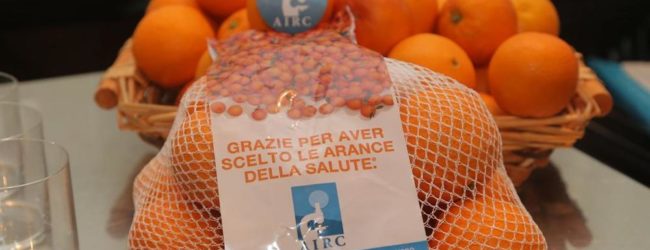 AIRC
GRAZIE PER AVER
SCELTO LE ARANCE
DELLA SALUTE.
AIRC